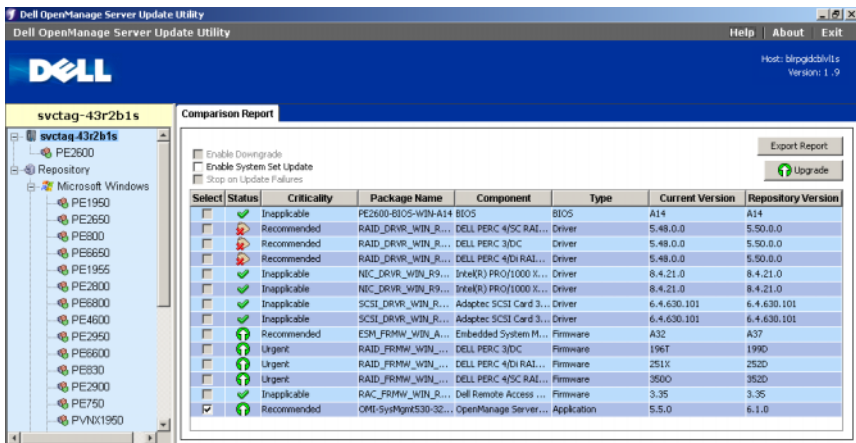 Dell OpenManage Server Update Utility
Dell OpenManage Server Update Utility Help About Exit
DELL
Host: blrpgidcblvl1s
Version: 1 .9
svctag-43r2b1s
Comparison Report
svctag-43r2b1s
PE2600
Repository
Microsoft Windows
PE1950
PE2650
PE800
PE6650
PE1955
PE2800
PE6800
PE4600
PE2950
PE6600
PE830
PE2900
PE750
PVNX1950
Enable Downgrade
Enable System Set Update
Stop on Update Failures
Export Report
Upgrade
Select Status Criticality Package Name Component Type Current Version Repository Version
Inapplicable PE2600-BIOS-WIN-A14 BIOS BIOS A14 A14
Recommended RAID_DRVR_WIN_R... DELL PERC 4/SC RAI... Driver 5.48.0.0 5.50.0.0
Recommended RAID_DRVR_WIN_R... DELL PERC 3/DC Driver 5.48.0.0 5.50.0.0
Recommended RAID_DRVR_WIN_R... DELL PERC 4/Di RAI... Driver 5.48.0.0 5.50.0.0
Inapplicable NIC_DRVR_WIN_R9... Intel(R) PRO/1000 X... Driver 8.4.21.0 8.4.21.0
Inapplicable NIC_DRVR_WIN_R9... Intel(R) PRO/1000 X... Driver 8.4.21.0 8.4.21.0
Inapplicable SCSI_DRVR_WIN_R... Adaptec SCSI Card 3... Driver 6.4.630.101 6.4.630.101
Inapplicable SCSI_DRVR_WIN_R... Adaptec SCSI Card 3... Driver 6.4.630.101 6.4.630.101
Recommended ESM_FRMW_WIN_A... Embedded System M... Firmware A32 A37
Urgent RAID_FRMW_WIN_... DELL PERC 3/DC Firmware 196T 199D
Urgent RAID_FRMW_WIN_... DELL PERC 4/Di RAI... Firmware 251X 252D
Urgent RAID_FRMW_WIN_... DELL PERC 4/SC RAI... Firmware 350O 352D
Inapplicable RAC_FRMW_WIN_R... Dell Remote Access ... Firmware 3.35 3.35
Recommended OMI-SysMgmt530-32... OpenManage Server... Application 5.5.0 6.1.0